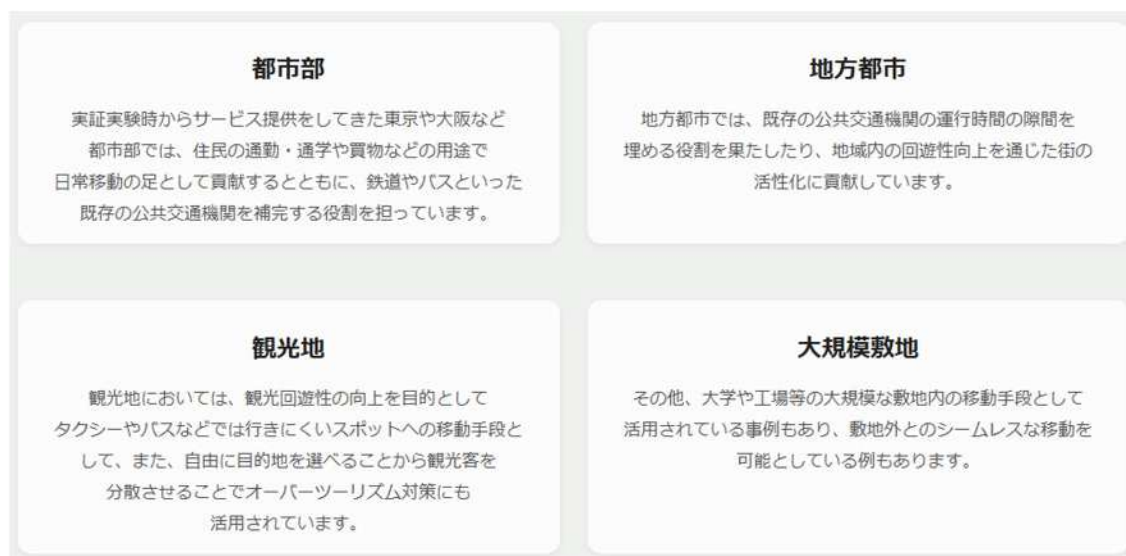 都市部
実証実験時からサービス提供をしてきた東京や大阪など
都市部では、住民の通勤・通学や買物などの用途で
日常移動の足として貢献するとともに、鉄道やバスといった
既存の公共交通機関を補完する役割を担っています。
地方都市
地方都市では、既存の公共交通機関の運行時間の隙間を
埋める役割を果たしたり、地域内の回遊性向上を通じた街の
活性化に貢献しています。
観光地
観光地においては、観光回遊性の向上を目的として
タクシーやバスなどでは行きにくいスポットへの移動手段と
して、また、自由に目的地を選べることから観光客を
分散させることでオーバーツーリズム対策にも
活用されています。
大規模敷地
その他、大学や工場等の大規模な敷地内の移動手段として
活用されている事例もあり、敷地外とのシームレスな移動を
可能としている例もあります。